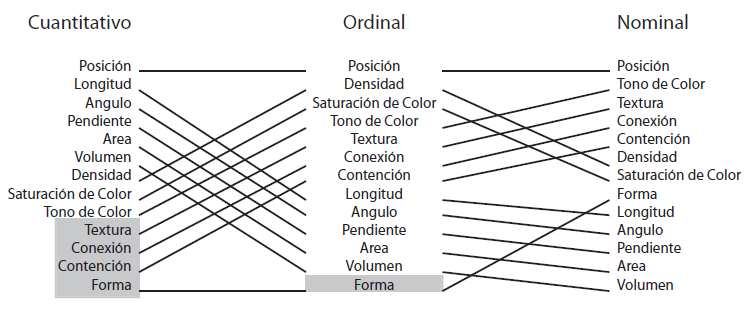 Cuantitativo
Posición
Longitud
Angulo
Pendiente
Area
Volumen
Densidad
Saturación de Color
Tono de Color
Textura
Conexión
Contención
Forma
Ordinal
Posición
Densidad
Saturación de Color
Tono de Color
Textura
Conexión
Contención
Longitud
Angulo
Pendiente
Area
Volumen
Forma
Nominal
Posición
Tono de Color
Textura
Conexión
Contención
Densidad
Saturación de Color
Forma
Longitud
Angulo
Pendiente
Area
Volumen